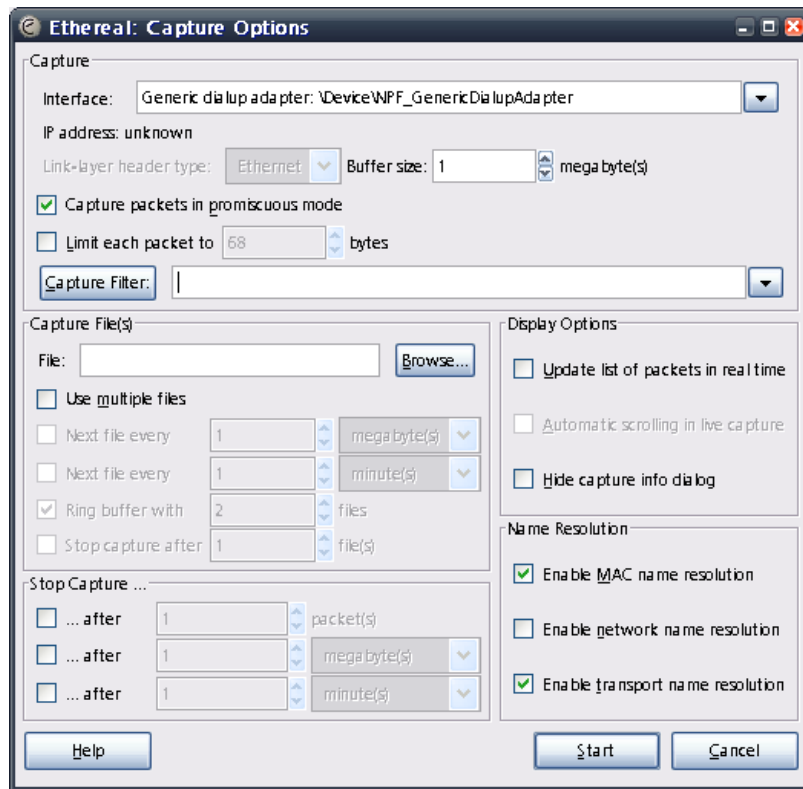 Ethereal: Capture Options
Capture
Interface: Generic dialup adapter: \Device\NPF_GenericDialupAdapter
IP address: unknown
Link-layer header type: Ethernet Buffer size: 1 megabyte(s)
Capture packets in promiscuous mode
Limit each packet to 68 bytes
Capture Filter:
Capture File(s)
File: Browse...
Use multiple files
Next file every 1 megabyte(s)
Next file every 1 minute(s)
Ring buffer with 2 files
Stop capture after 1 file(s)
Stop Capture ...
... after 1 packet(s)
... after 1 megabyte(s)
... after 1 minute(s)
Display Options
Update list of packets in real time
Automatic scrolling in live capture
Hide capture info dialog
Name Resolution
Enable MAC name resolution
Enable network name resolution
Enable transport name resolution
Help Start Cancel